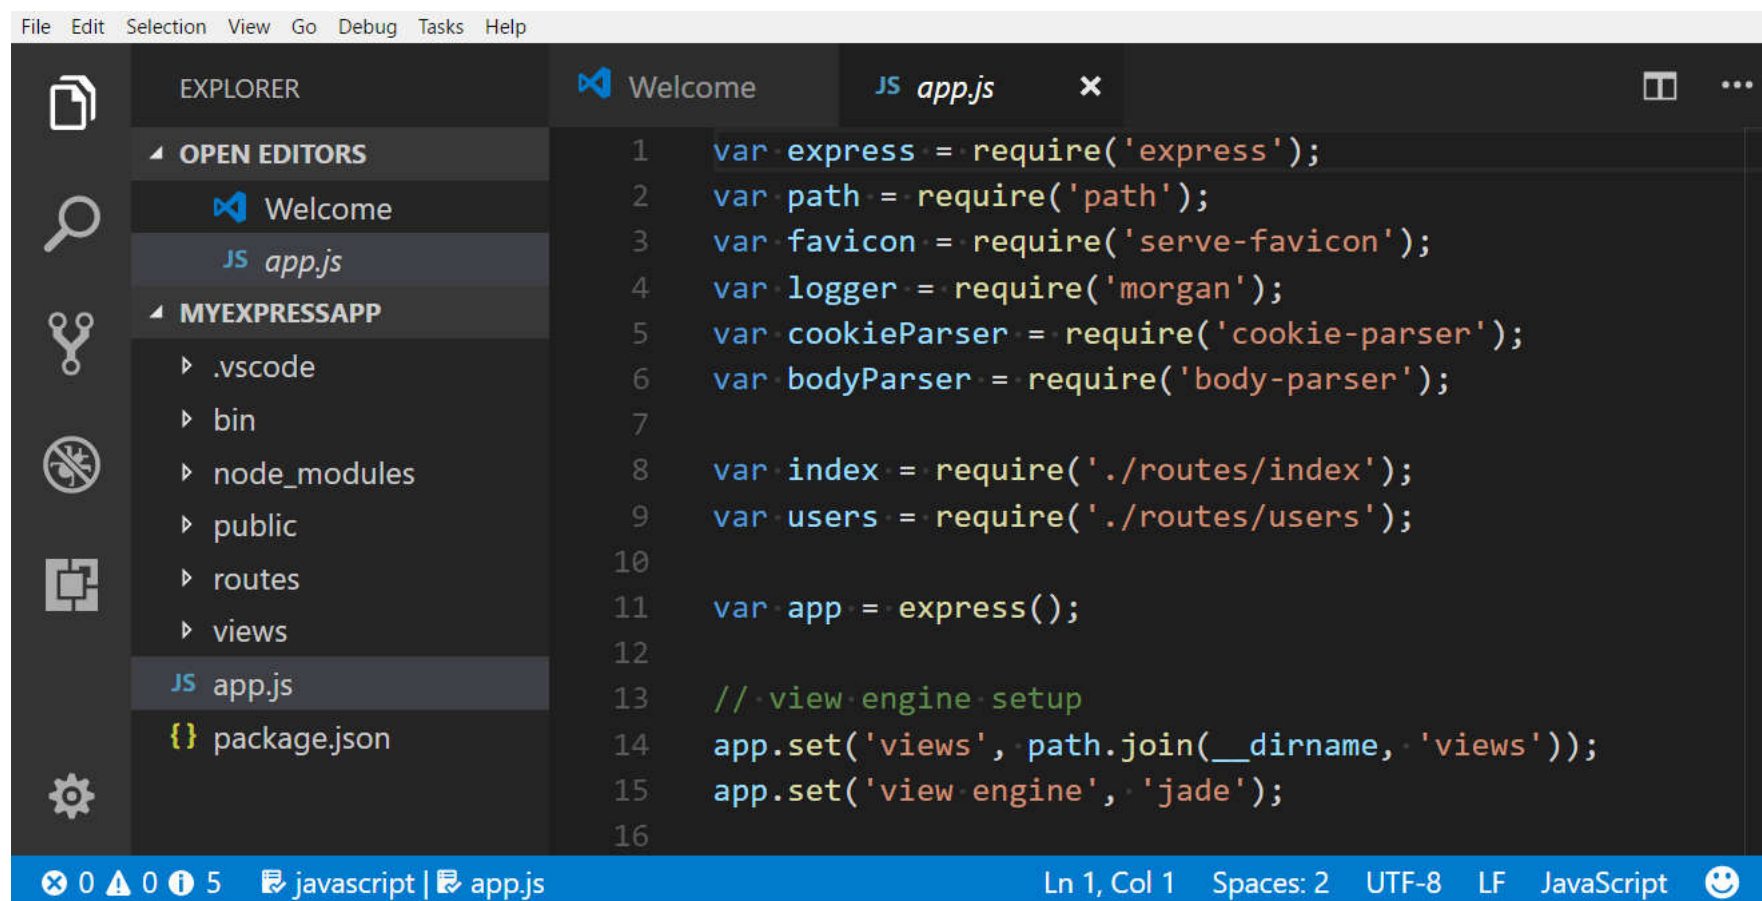 File Edit Selection View Go Debug Tasks Help
EXPLORER
OPEN EDITORS
Welcome
JS app.js
MYEXPRESSAPP
.vscode
bin
node_modules
public
routes
views
JS app.js
{} package.json
Welcome JS app.js
1 var express = require('express');
2 var path = require('path');
3 var favicon = require('serve-favicon');
4 var logger = require('morgan');
5 var cookieParser = require('cookie-parser');
6 var bodyParser = require('body-parser');
7
8 var index = require('./routes/index');
9 var users = require('./routes/users');
10
11 var app = express();
12
13 // view engine setup
14 app.set('views', path.join(__dirname, 'views'));
15 app.set('view engine', 'jade');
16
0 0 5 javascript | app.js Ln 1, Col 1 Spaces: 2 UTF-8 LF JavaScript